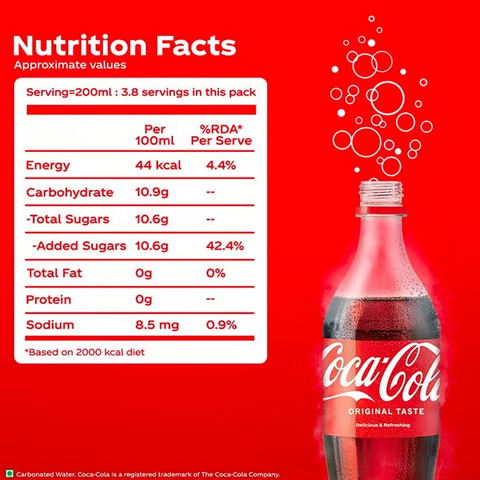 Nutrition Facts
Approximate values
Serving=200ml : 3.8 servings in this pack
Per 100ml %RDA* Per Serve
Energy 44 kcal 4.4%
Carbohydrate 10.9g --
-Total Sugars 10.6g --
-Added Sugars 10.6g 42.4%
Total Fat 0g 0%
Protein 0g --
Sodium 8.5 mg 0.9%
*Based on 2000 kcal diet
Coca-Cola
ORIGINAL TASTE
Delicious & Refreshing
Carbonated Water. Coca-Cola is a registered trademark of The Coca-Cola Company.